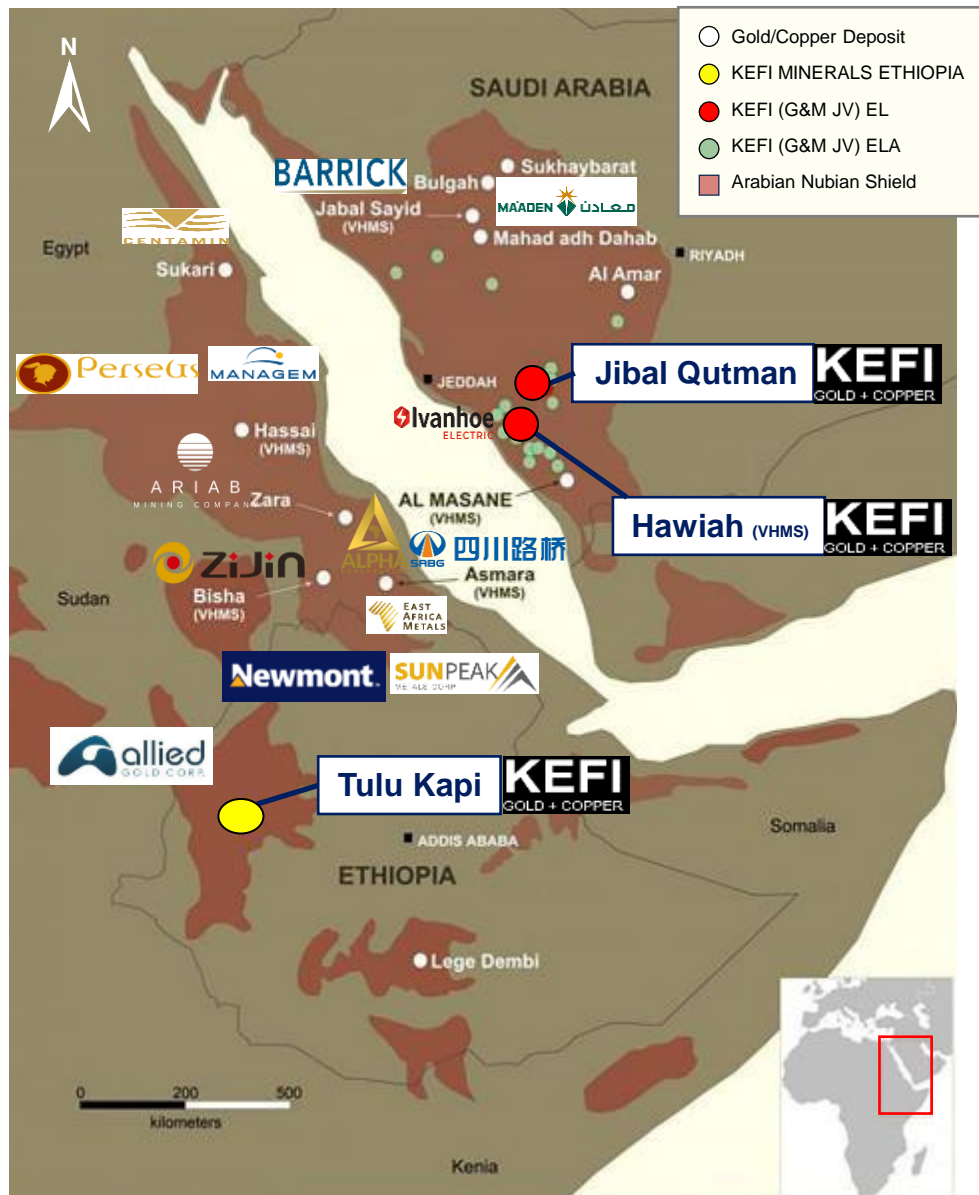 N
Gold/Copper Deposit
KEFI MINERALS ETHIOPIA
KEFI (G&M JV) EL
KEFI (G&M JV) ELA
Arabian Nubian Shield
SAUDI ARABIA
BARRICK
Sukhaybarat
Bulgah
Jabal Sayid
(VHMS)
MA'ADEN معادن
Mahad adh Dahab
CENTAMIN
Egypt
RIYADH
Sukari
Al Amar
Perseus
MANAGEM
JEDDAH
Jibal Qutman
KEFI
GOLD + COPPER
Ivanhoe
ELECTRIC
Hassai
(VHMS)
ARIAB
MINING COMPANY
Zara
AL MASANE
(VHMS)
Hawiah (VHMS)
KEFI
GOLD + COPPER
ALPHA
SRBG
四川路桥
ZIJIN
Asmara
(VHMS)
Bisha
(VHMS)
Sudan
EAST
AFRICA
METALS
Newmont.
SUNPEAK
METALS CORP
allied
GOLD CORP.
Tulu Kapi
KEFI
GOLD + COPPER
Somalia
ADDIS ABABA
ETHIOPIA
Lege Dembi
0 200 500
kilometers
Kenia